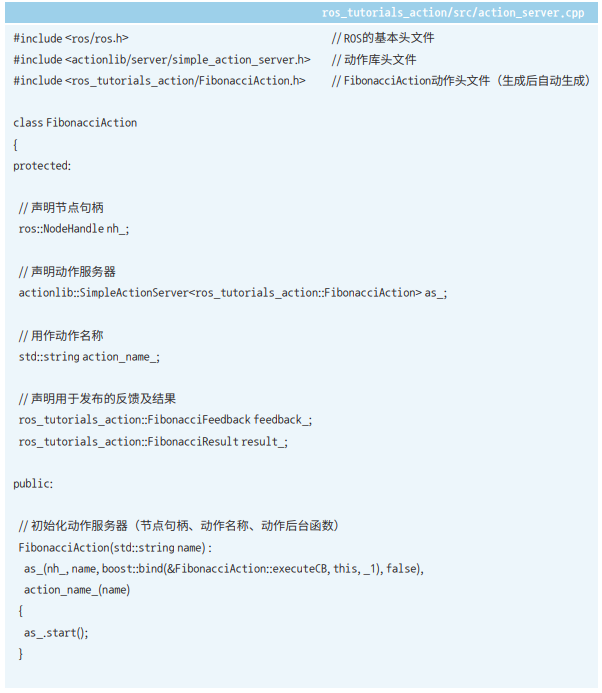 ros_tutorials_action/src/action_server.cpp
#include <ros/ros.h> // ROS的基本头文件
#include <actionlib/server/simple_action_server.h> // 动作库头文件
#include <ros_tutorials_action/FibonacciAction.h> // FibonacciAction动作头文件（生成后自动生成）
class FibonacciAction
{
protected:
// 声明节点句柄
ros::NodeHandle nh_;
// 声明动作服务器
actionlib::SimpleActionServer<ros_tutorials_action::FibonacciAction> as_;
// 用作动作名称
std::string action_name_;
// 声明用于发布的反馈及结果
ros_tutorials_action::FibonacciFeedback feedback_;
ros_tutorials_action::FibonacciResult result_;
public:
// 初始化动作服务器（节点句柄、动作名称、动作后台函数）
FibonacciAction(std::string name) :
as_(nh_, name, boost::bind(&FibonacciAction::executeCB, this, _1), false),
action_name_(name)
{
as_.start();
}